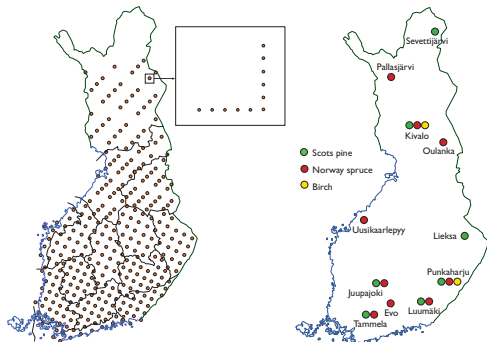 Sevettijärvi
Pallasjärvi
Kivalo
Oulanka
Scots pine
Norway spruce
Birch
Uusikaarlepyy
Lieksa
Punkaharju
Juupajoki
Evo
Luumäki
Tammela